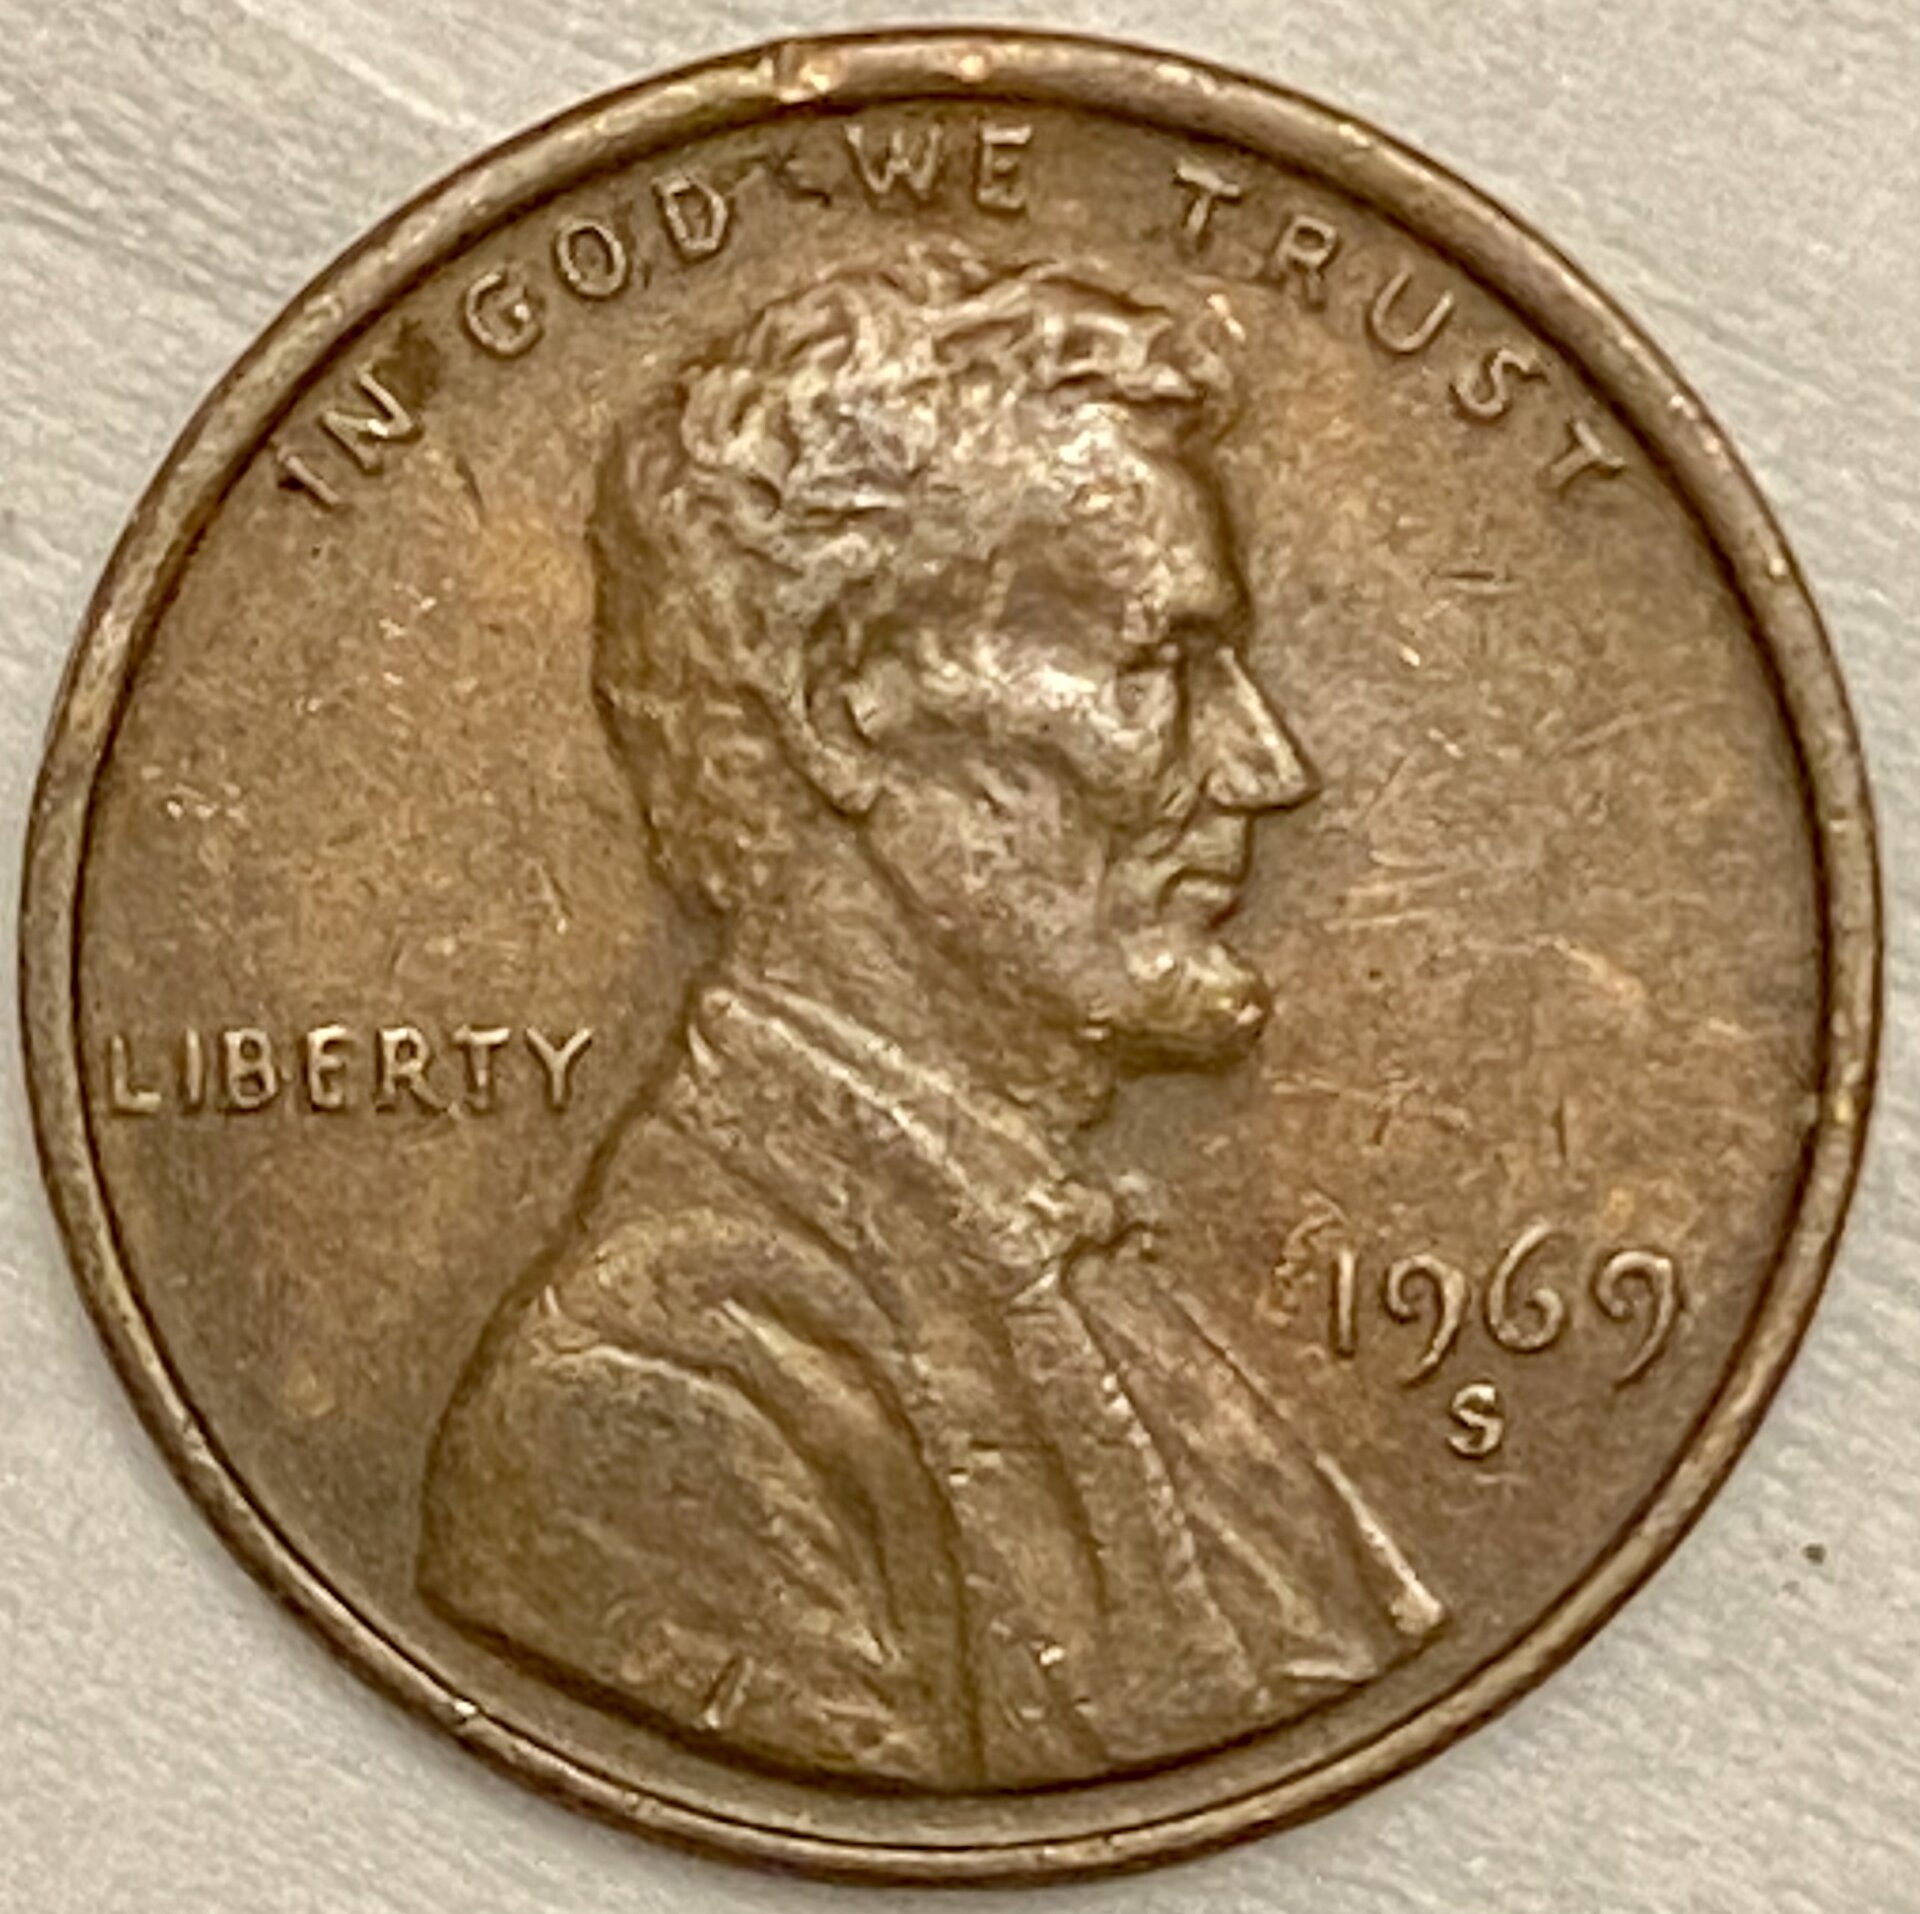 IN GOD WE TRUST
LIBERTY
1969
S